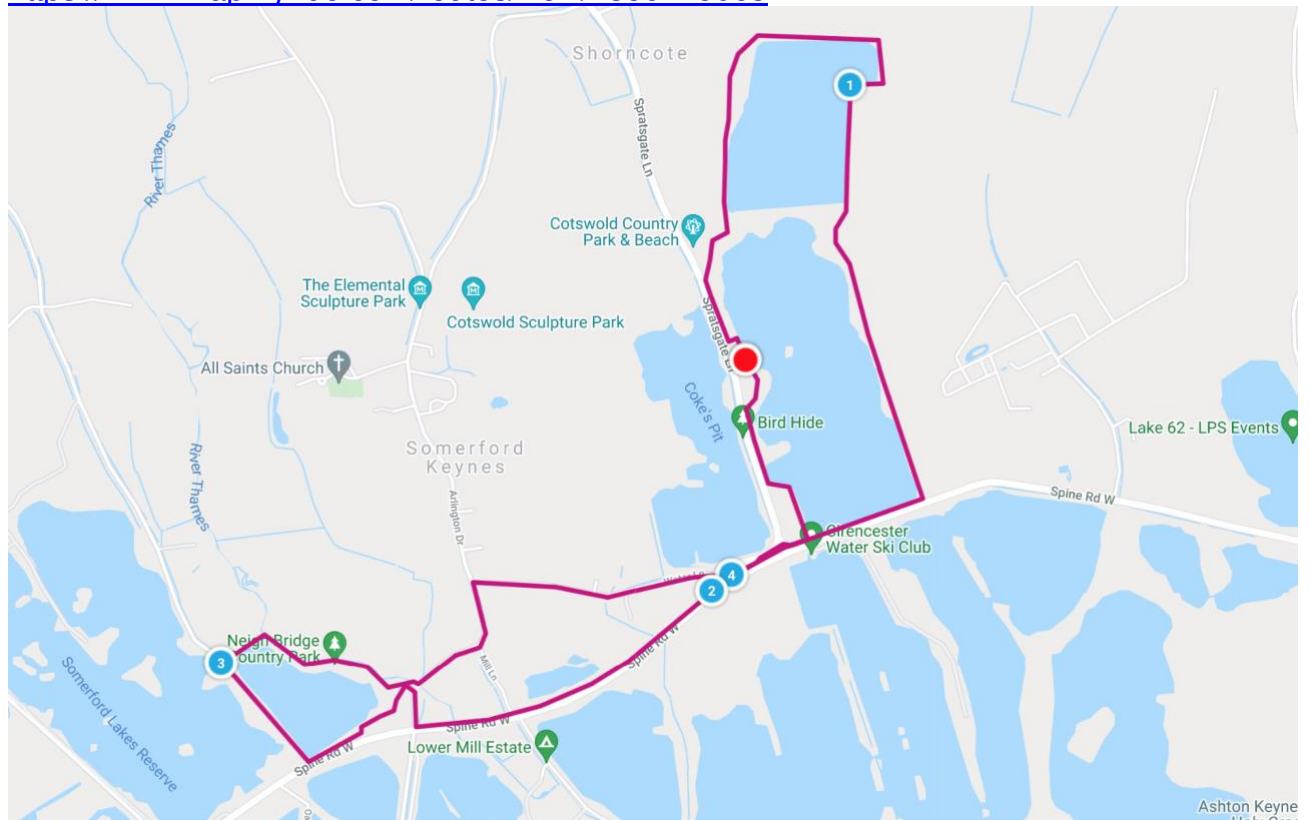 Shorncote
Spratsgate Ln
River Thames
1
Cotswold Country
Park & Beach
The Elemental
Sculpture Park
Cotswold Sculpture Park
Spratsgate Ln
All Saints Church
Coke's Pit
Bird Hide
Lake 62 - LPS Events
Somerford
Keynes
River Thames
Arlington Dr
Spine Rd W
Cirencester
Water Ski Club
4
2
Neigh Bridge
Country Park
3
Mill Ln
Spine Rd W
Somerford Lakes Reserve
Spine Rd W
Lower Mill Estate
Spine Rd W
Ashton Keyne